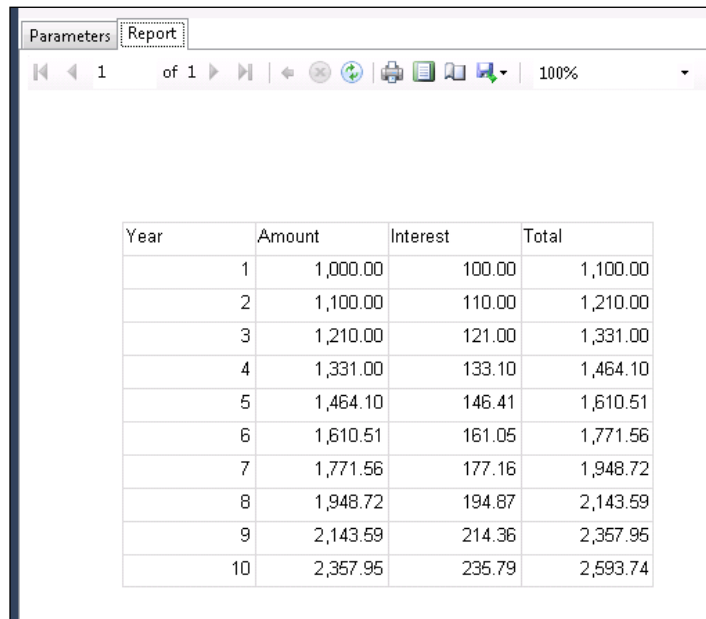 Parameters Report
1 of 1 100%
Year Amount Interest Total
1 1,000.00 100.00 1,100.00
2 1,100.00 110.00 1,210.00
3 1,210.00 121.00 1,331.00
4 1,331.00 133.10 1,464.10
5 1,464.10 146.41 1,610.51
6 1,610.51 161.05 1,771.56
7 1,771.56 177.16 1,948.72
8 1,948.72 194.87 2,143.59
9 2,143.59 214.36 2,357.95
10 2,357.95 235.79 2,593.74